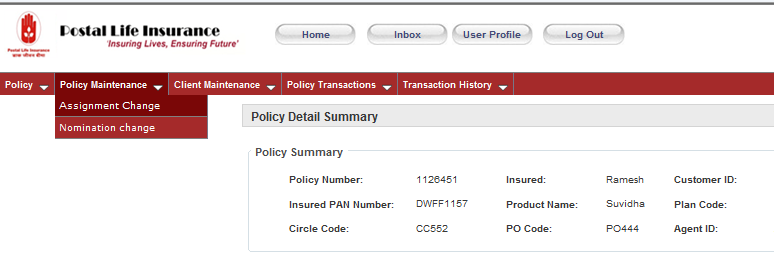 Postal Life Insurance
'Insuring Lives, Ensuring Future'
Postal Life Insurance
डाक जीवन बीमा
Home Inbox User Profile Log Out
Policy Policy Maintenance Client Maintenance Policy Transactions Transaction History
Assignment Change
Nomination change
Policy Detail Summary
Policy Summary
Policy Number: 1126451 Insured: Ramesh Customer ID:
Insured PAN Number: DWFF1157 Product Name: Suvidha Plan Code:
Circle Code: CC552 PO Code: PO444 Agent ID: